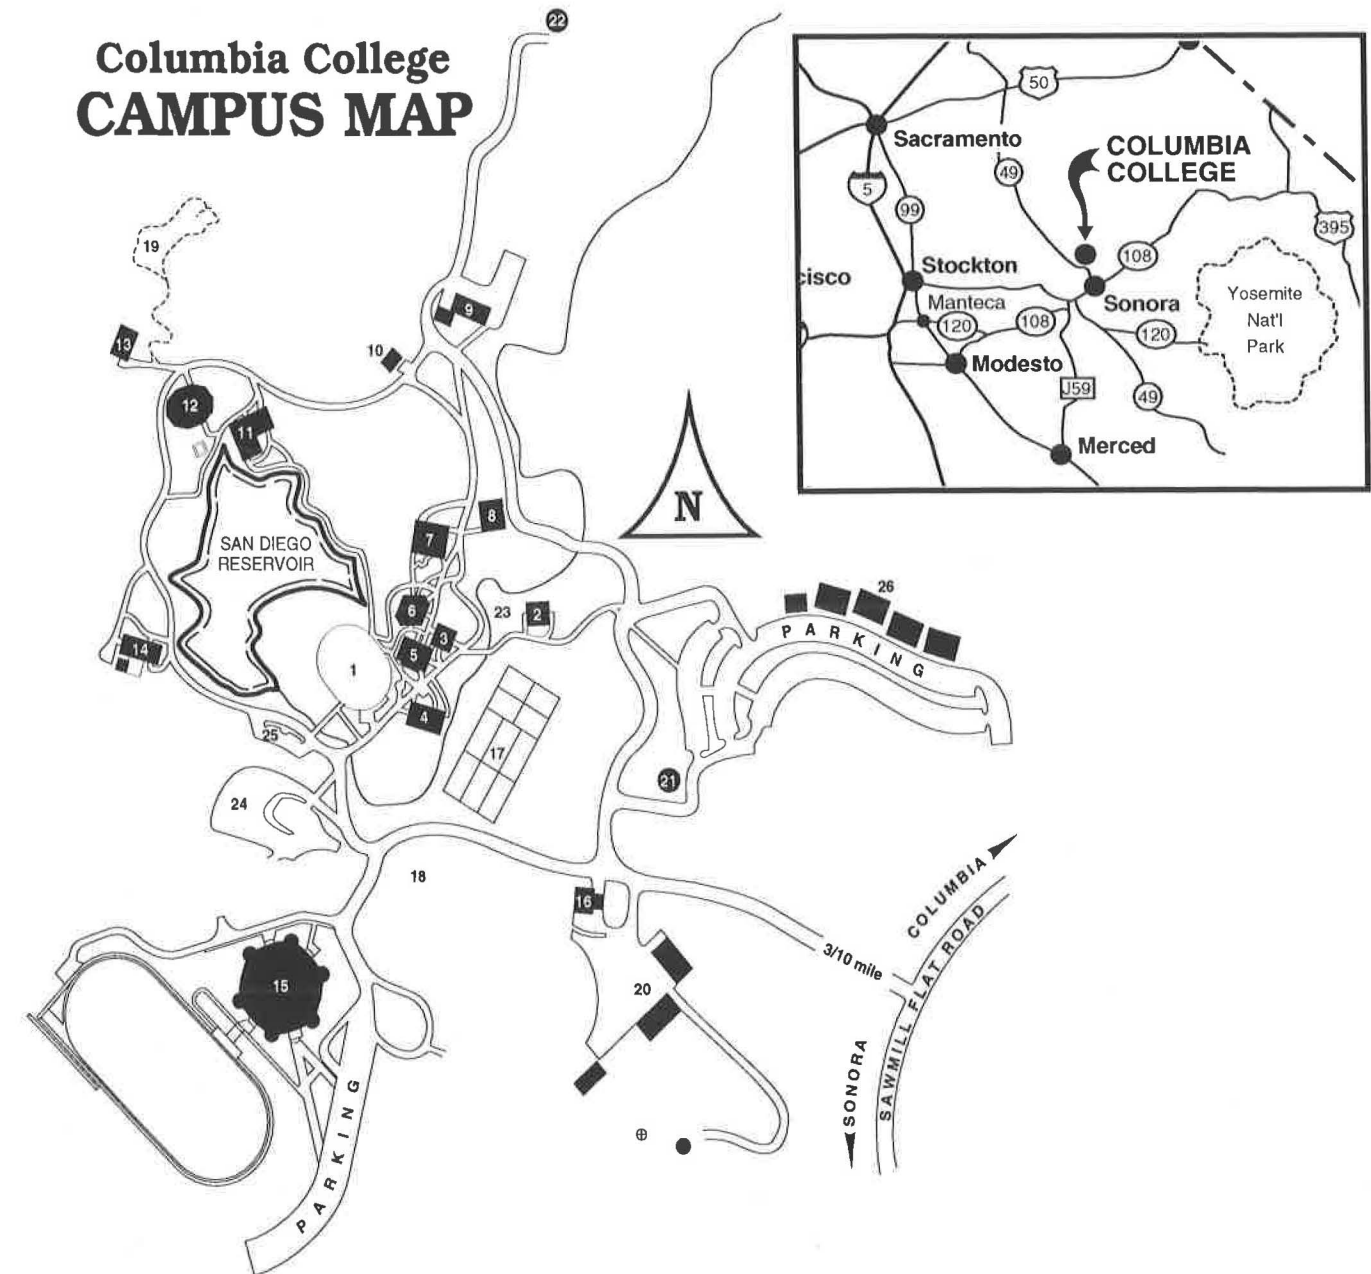 Columbia College
CAMPUS MAP
22
50
Sacramento
COLUMBIA
COLLEGE
49
5
99
395
108
Stockton
cisco
Sonora
Manteca
120
108
120
Yosemite
Nat'l
Park
Modesto
J59
49
Merced
19
9
13
10
12
11
N
8
7
SAN DIEGO
RESERVOIR
6
23
2
3
26
PARKING
14
5
1
4
25
17
21
24
18
16
COLUMBIA
3/10 mile
SAWMILL FLAT ROAD
SONORA
15
20
PARKING